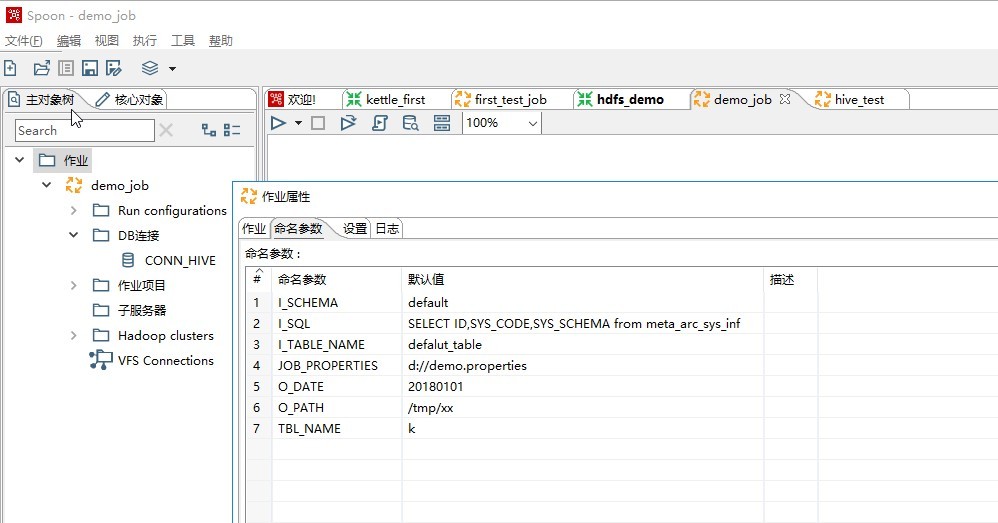 Spoon - demo_job
文件(F) 编辑 视图 执行 工具 帮助
主对象树 核心对象
欢迎! kettle_first first_test_job hdfs_demo demo_job hive_test
100%
Search
作业
demo_job
Run configurations
DB连接
CONN_HIVE
作业项目
子服务器
Hadoop clusters
VFS Connections
作业属性
作业 命名参数 设置 日志
命名参数 :
# 命名参数 默认值 描述
1 I_SCHEMA default
2 I_SQL SELECT ID,SYS_CODE,SYS_SCHEMA from meta_arc_sys_inf
3 I_TABLE_NAME defalut_table
4 JOB_PROPERTIES d://demo.properties
5 O_DATE 20180101
6 O_PATH /tmp/xx
7 TBL_NAME k